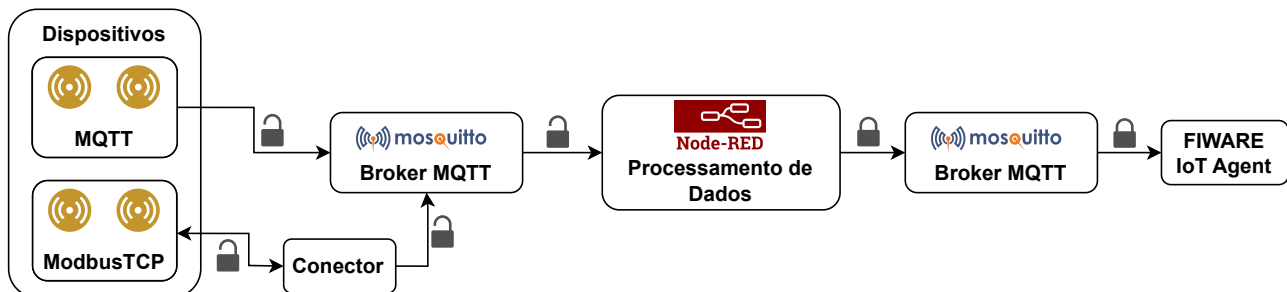 Dispositivos
MQTT
ModbusTCP
Conector
mosquitto
Broker MQTT
Node-RED
Processamento de
Dados
mosquitto
Broker MQTT
FIWARE
IoT Agent